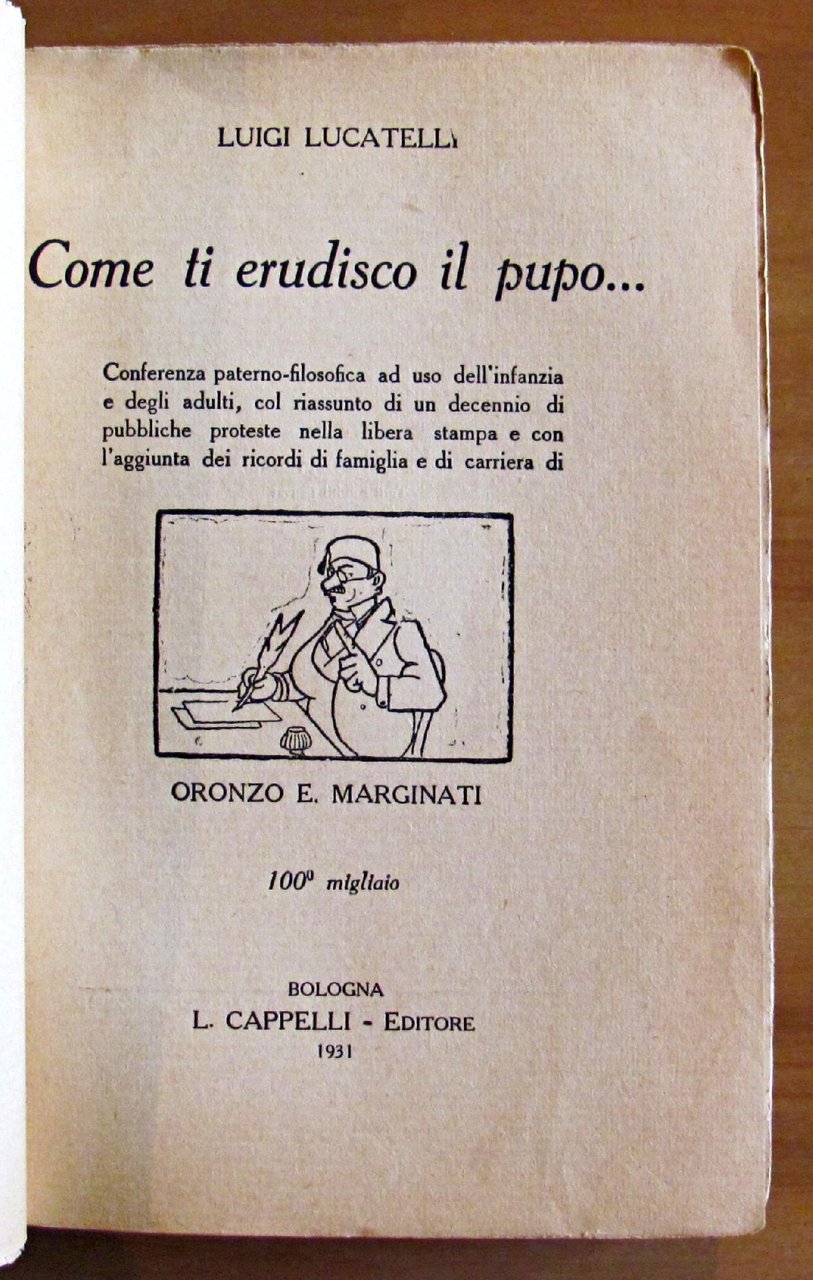 LUIGI LUCATELLI
Come ti erudisco il pupo...
Conferenza paterno-filosofica ad uso dell'infanzia
e degli adulti, col riassunto di un decennio di
pubbliche proteste nella libera stampa e con
l'aggiunta dei ricordi di famiglia e di carriera di
ORONZO E. MARGINATI
100º migliaio
BOLOGNA
L. CAPPELLI - EDITORE
1931